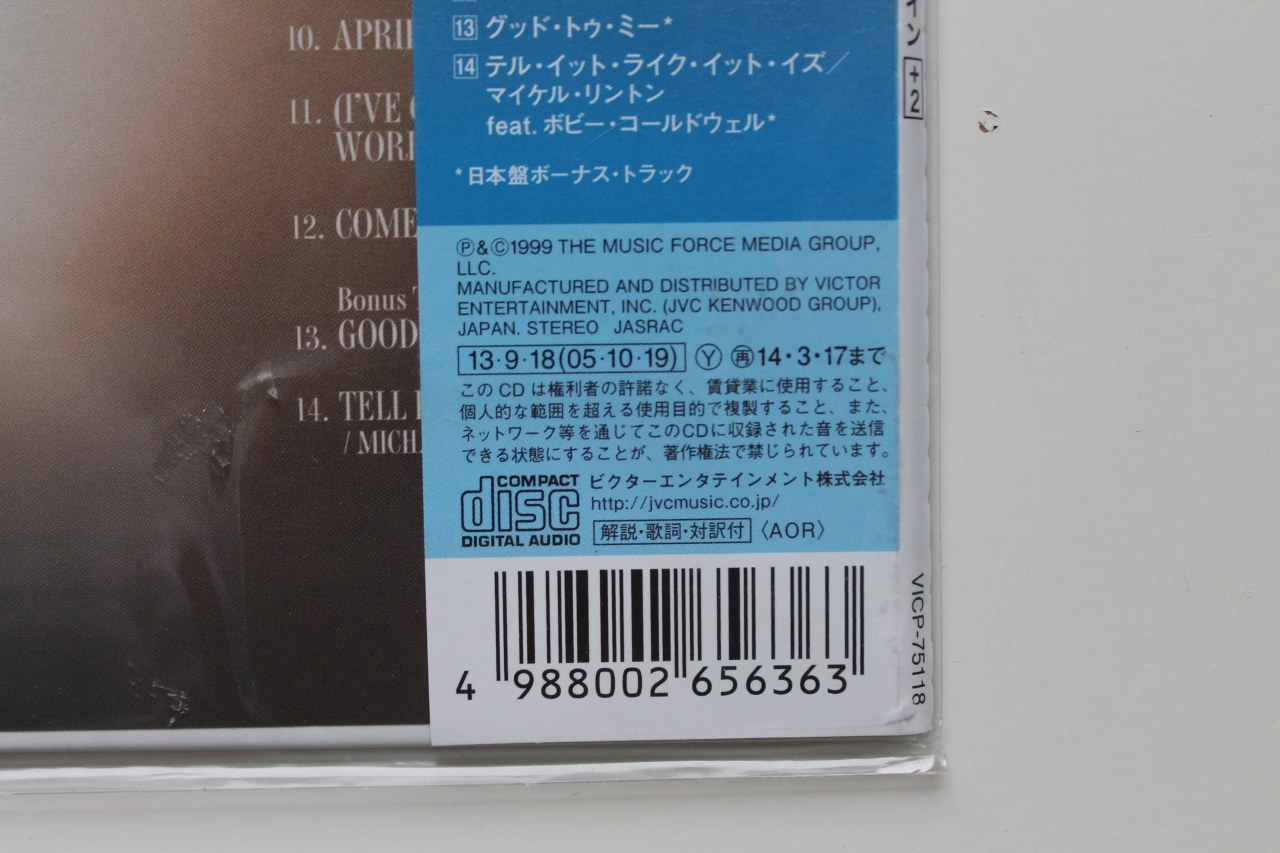 10. APRI
11. (I'VE
WOR
12. COME
Bonus
13. GOOD
14. TELL
/ MICH
13 グッド・トゥ・ミー*
14 テル・イット・ライク・イット・イズ/
マイケル・リントン
feat. ボビー・コールドウェル*
*日本盤ボーナス・トラック
Ⓟ&Ⓒ1999 THE MUSIC FORCE MEDIA GROUP,
LLC.
MANUFACTURED AND DISTRIBUTED BY VICTOR
ENTERTAINMENT, INC. (JVC KENWOOD GROUP),
JAPAN. STEREO JASRAC
13・9・18(05・10・19) Ⓨ 再14・3・17まで
このCDは権利者の許諾なく、賃貸業に使用すること、
個人的な範囲を超える使用目的で複製すること、また、
ネットワーク等を通じてこのCDに収録された音を送信
できる状態にすることが、著作権法で禁じられています。
COMPACT
disc
DIGITAL AUDIO
ビクターエンタテインメント株式会社
http://jvcmusic.co.jp/
解説・歌詞・対訳付 〈AOR〉
4 988002 656363
イン +2
VICP-75118